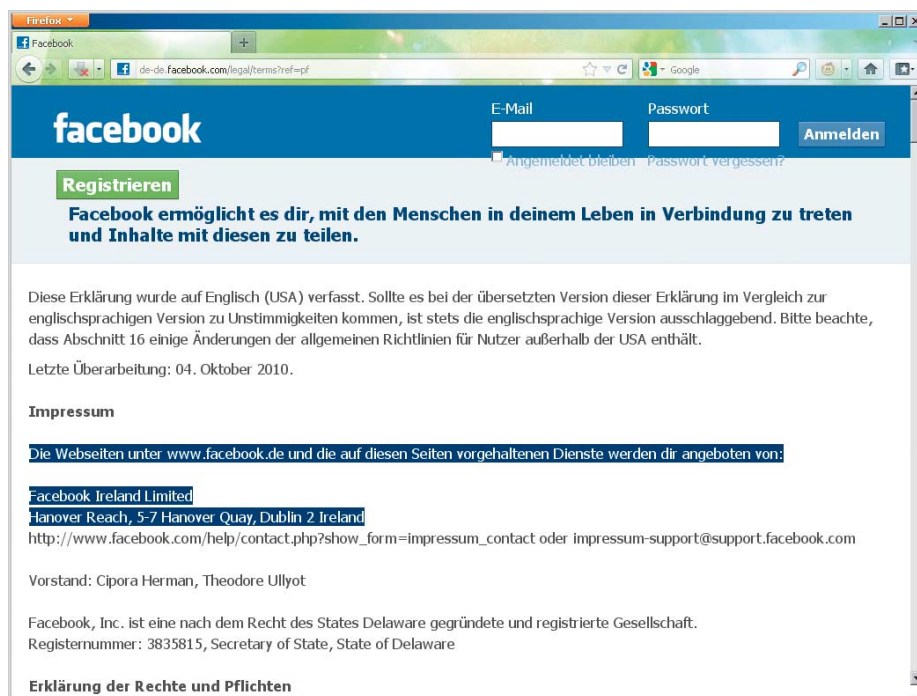 Firefox
Facebook
de-de.facebook.com/legal/terms?ref=pf
Google
facebook
E-Mail
Passwort
Anmelden
Angemeldet bleiben
Passwort vergessen?
Registrieren
Facebook ermöglicht es dir, mit den Menschen in deinem Leben in Verbindung zu treten
und Inhalte mit diesen zu teilen.
Diese Erklärung wurde auf Englisch (USA) verfasst. Sollte es bei der übersetzten Version dieser Erklärung im Vergleich zur
englischsprachigen Version zu Unstimmigkeiten kommen, ist stets die englischsprachige Version ausschlaggebend. Bitte beachte,
dass Abschnitt 16 einige Änderungen der allgemeinen Richtlinien für Nutzer außerhalb der USA enthält.
Letzte Überarbeitung: 04. Oktober 2010.
Impressum
Die Webseiten unter www.facebook.de und die auf diesen Seiten vorgehaltenen Dienste werden dir angeboten von:
Facebook Ireland Limited
Hanover Reach, 5-7 Hanover Quay, Dublin 2 Ireland
http://www.facebook.com/help/contact.php?show_form=impressum_contact oder impressum-support@support.facebook.com
Vorstand: Cipora Herman, Theodore Ullyot
Facebook, Inc. ist eine nach dem Recht des States Delaware gegründete und registrierte Gesellschaft.
Registernummer: 3835815, Secretary of State, State of Delaware
Erklärung der Rechte und Pflichten